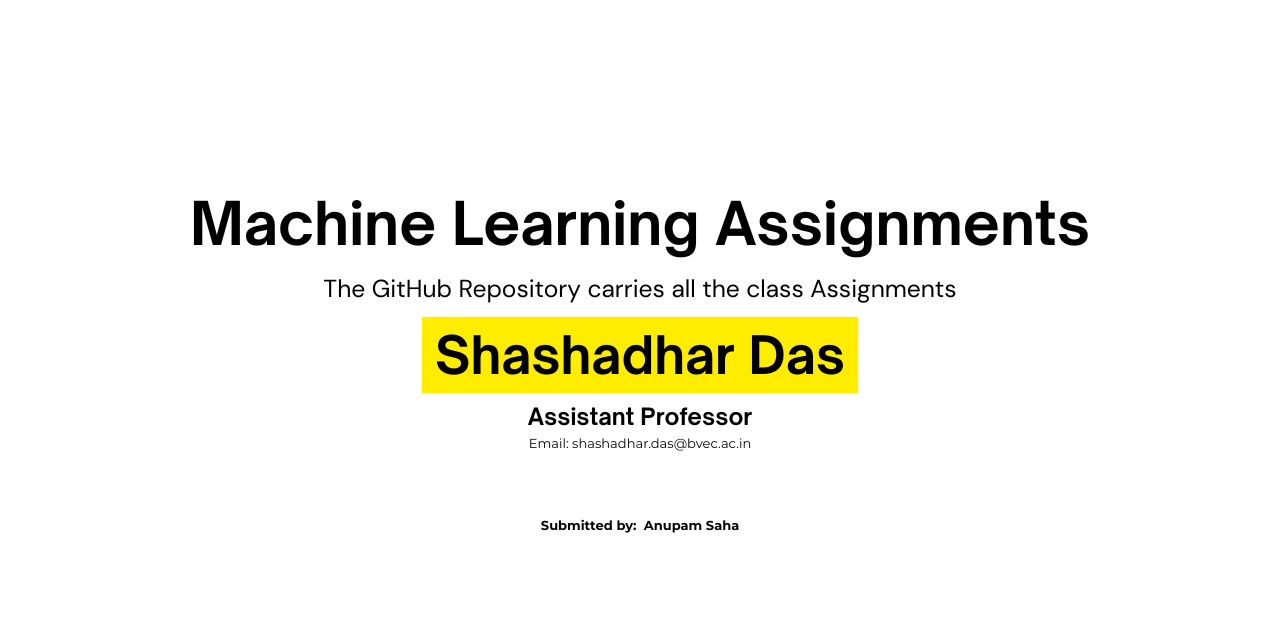 Machine Learning Assignments
The GitHub Repository carries all the class Assignments
Shashadhar Das
Assistant Professor
Email: shashadhar.das@bvec.ac.in
Submitted by: Anupam Saha